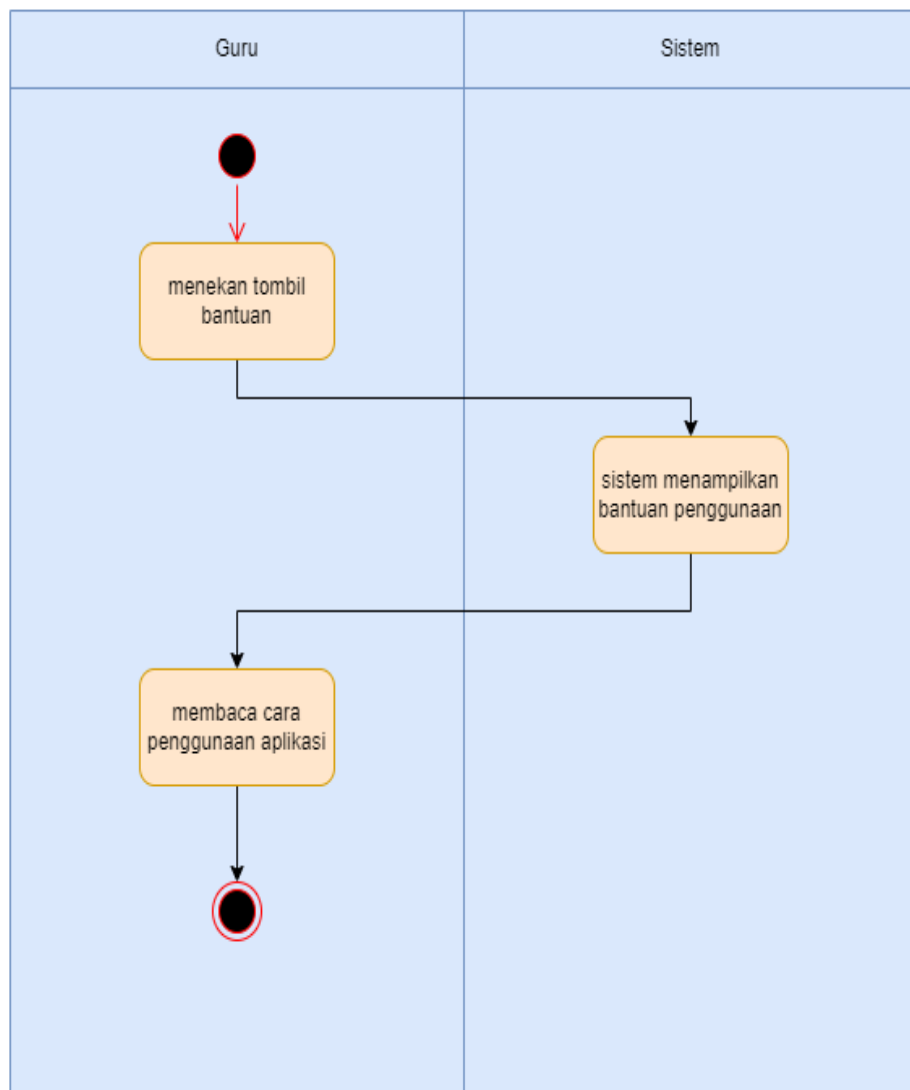 Guru
Sistem
menekan tombil
bantuan
sistem menampilkan
bantuan penggunaan
membaca cara
penggunaan aplikasi